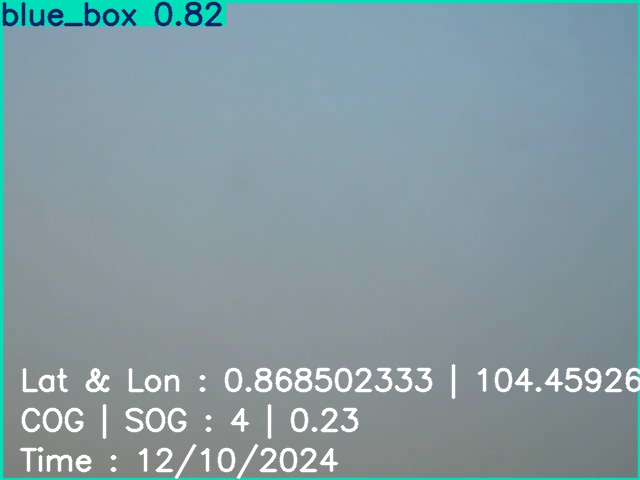 blue_box 0.82
Lat & Lon : 0.868502333 | 104.45926
COG | SOG : 4 | 0.23
Time : 12/10/2024